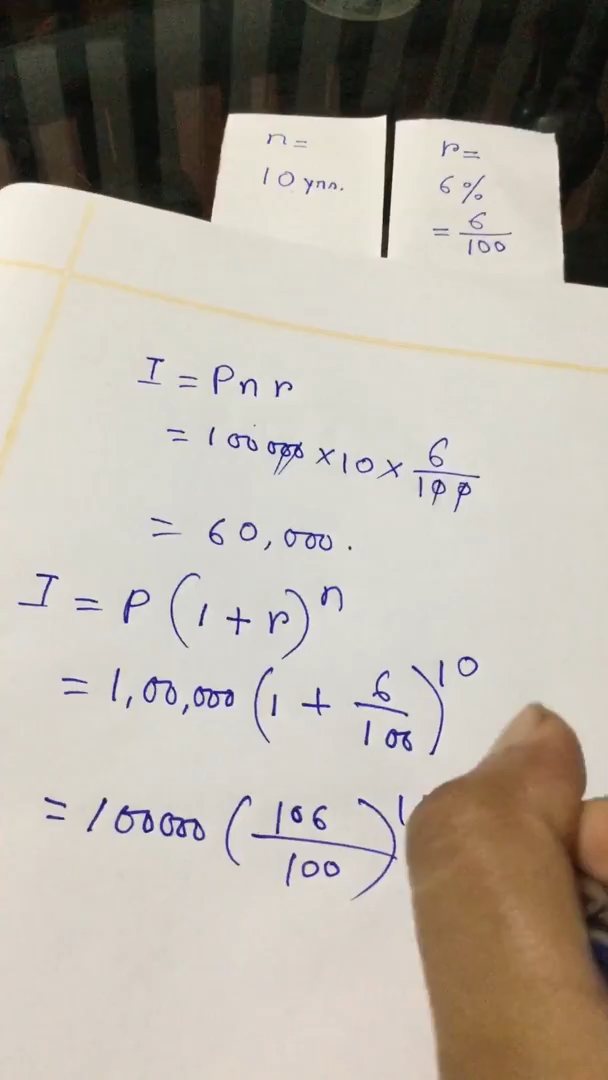 n=
10 yrs.
r=
6%
= 6/100
I = Pnr
= 100000 × 10 × 6/100
= 60,000.
I = P(1+r)^n
= 1,00,000(1 + 6/100)^10
= 100000(106/100)^1